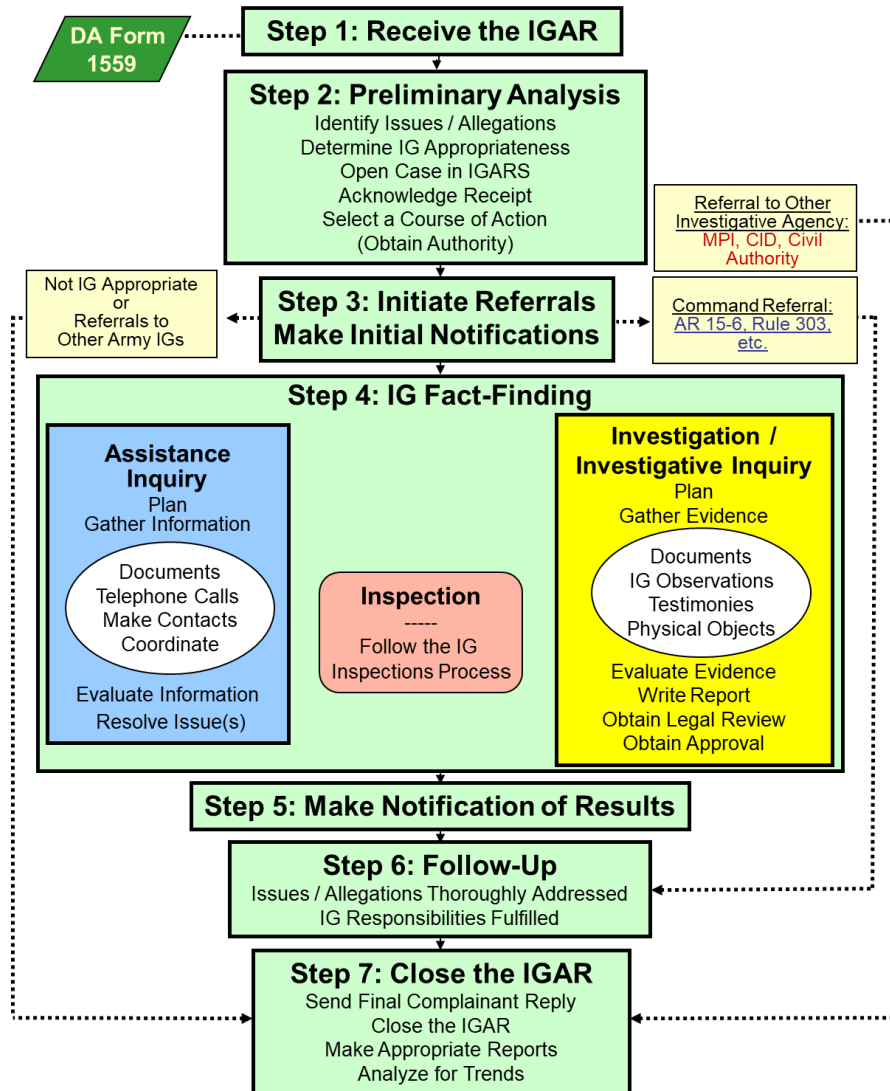 DA Form
1559
Step 1: Receive the IGAR
Step 2: Preliminary Analysis
Identify Issues / Allegations
Determine IG Appropriateness
Open Case in IGARS
Acknowledge Receipt
Select a Course of Action
(Obtain Authority)
Referral to Other
Investigative Agency:
MPI, CID, Civil
Authority
Not IG Appropriate
or
Referrals to
Other Army IGs
Step 3: Initiate Referrals
Make Initial Notifications
Command Referral:
AR 15-6, Rule 303,
etc.
Step 4: IG Fact-Finding
Assistance
Inquiry
Plan
Gather Information
Documents
Telephone Calls
Make Contacts
Coordinate
Evaluate Information
Resolve Issue(s)
Inspection
-----
Follow the IG
Inspections Process
Investigation /
Investigative Inquiry
Plan
Gather Evidence
Documents
IG Observations
Testimonies
Physical Objects
Evaluate Evidence
Write Report
Obtain Legal Review
Obtain Approval
Step 5: Make Notification of Results
Step 6: Follow-Up
Issues / Allegations Thoroughly Addressed
IG Responsibilities Fulfilled
Step 7: Close the IGAR
Send Final Complainant Reply
Close the IGAR
Make Appropriate Reports
Analyze for Trends